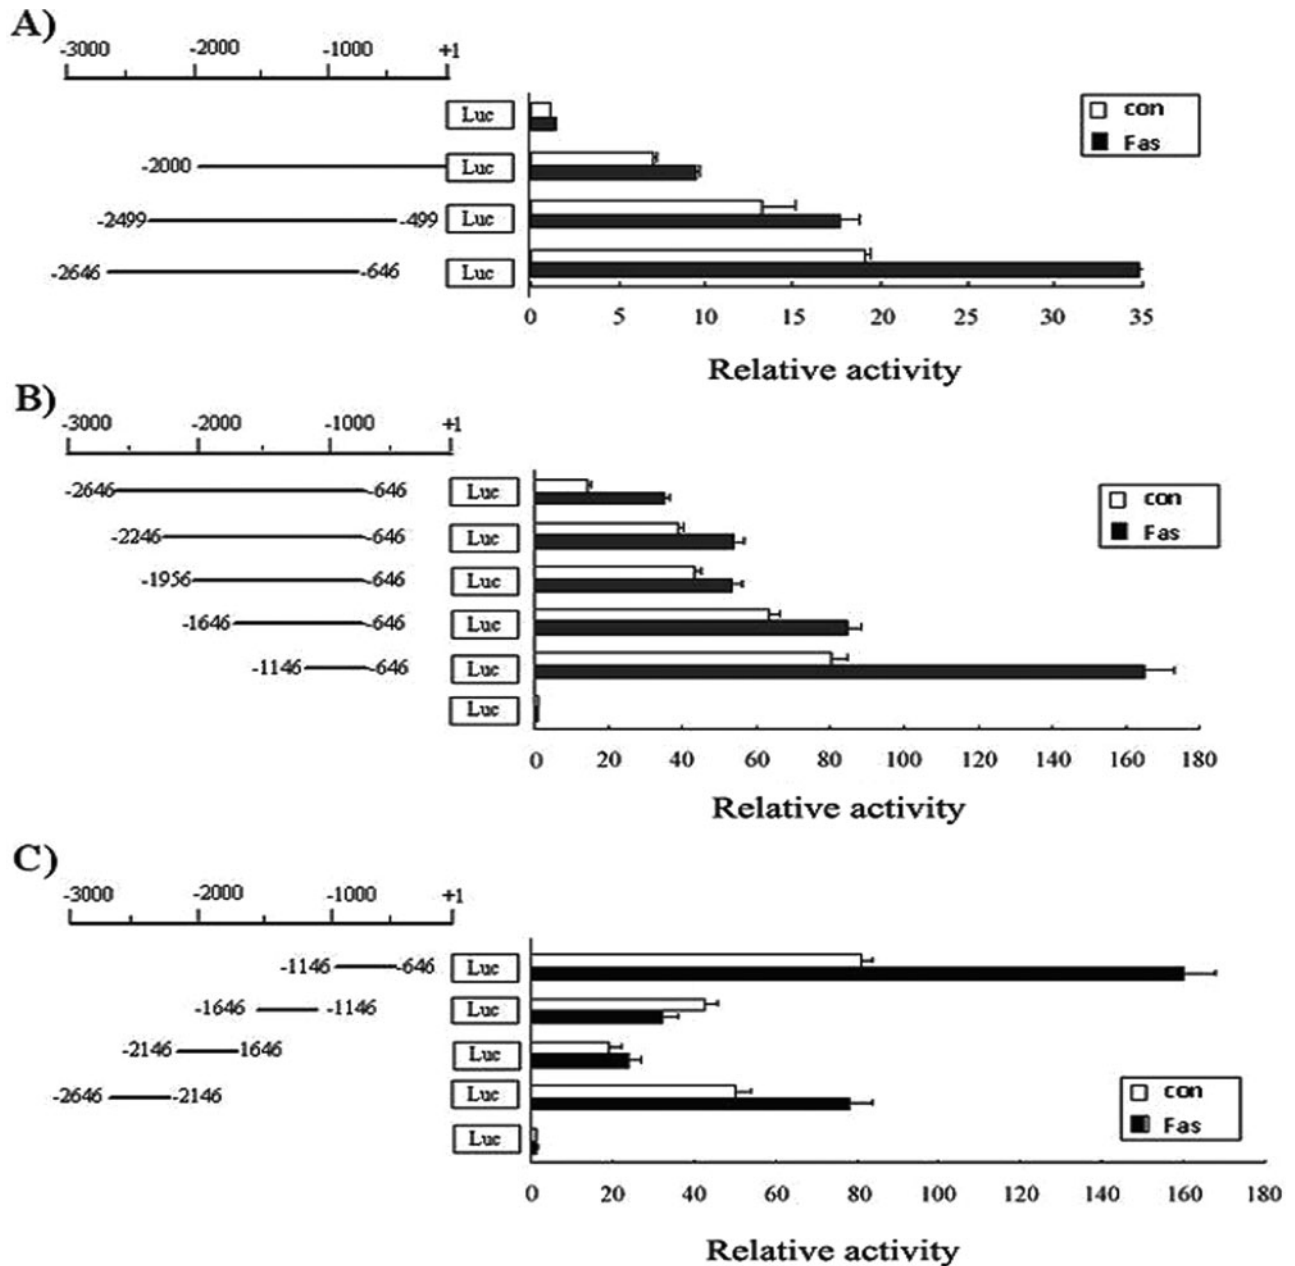 A)
-3000 -2000 -1000 +1
Luc
con
Fas
-2000 Luc
-2499 -499 Luc
-2646 -646 Luc
0 5 10 15 20 25 30 35
Relative activity
B)
-3000 -2000 -1000 +1
-2646 -646 Luc
con
Fas
-2246 -646 Luc
-1956 -646 Luc
-1646 -646 Luc
-1146 -646 Luc
Luc
0 20 40 60 80 100 120 140 160 180
Relative activity
C)
-3000 -2000 -1000 +1
-1146 -646 Luc
-1646 -1146 Luc
-2146 1646 Luc
-2646 -2146 Luc
con
Fas
Luc
0 20 40 60 80 100 120 140 160 180
Relative activity